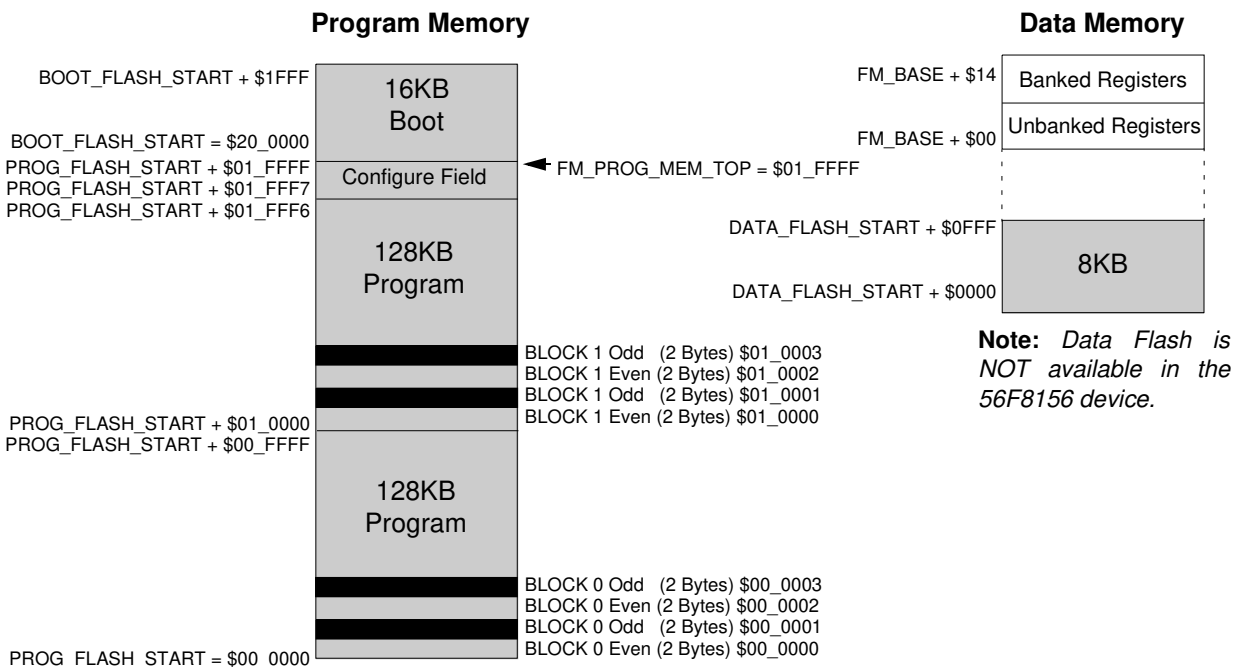 Program Memory
Data Memory
BOOT_FLASH_START + $1FFF
16KB
Boot
BOOT_FLASH_START = $20_0000
PROG_FLASH_START + $01_FFFF
PROG_FLASH_START + $01_FFF7
PROG_FLASH_START + $01_FFF6
Configure Field
FM_PROG_MEM_TOP = $01_FFFF
128KB
Program
BLOCK 1 Odd (2 Bytes) $01_0003
BLOCK 1 Even (2 Bytes) $01_0002
BLOCK 1 Odd (2 Bytes) $01_0001
BLOCK 1 Even (2 Bytes) $01_0000
PROG_FLASH_START + $01_0000
PROG_FLASH_START + $00_FFFF
128KB
Program
BLOCK 0 Odd (2 Bytes) $00_0003
BLOCK 0 Even (2 Bytes) $00_0002
BLOCK 0 Odd (2 Bytes) $00_0001
BLOCK 0 Even (2 Bytes) $00_0000
PROG_FLASH_START = $00_0000
FM_BASE + $14
Banked Registers
Unbanked Registers
FM_BASE + $00
DATA_FLASH_START + $0FFF
8KB
DATA_FLASH_START + $0000
Note: Data Flash is
NOT available in the
56F8156 device.